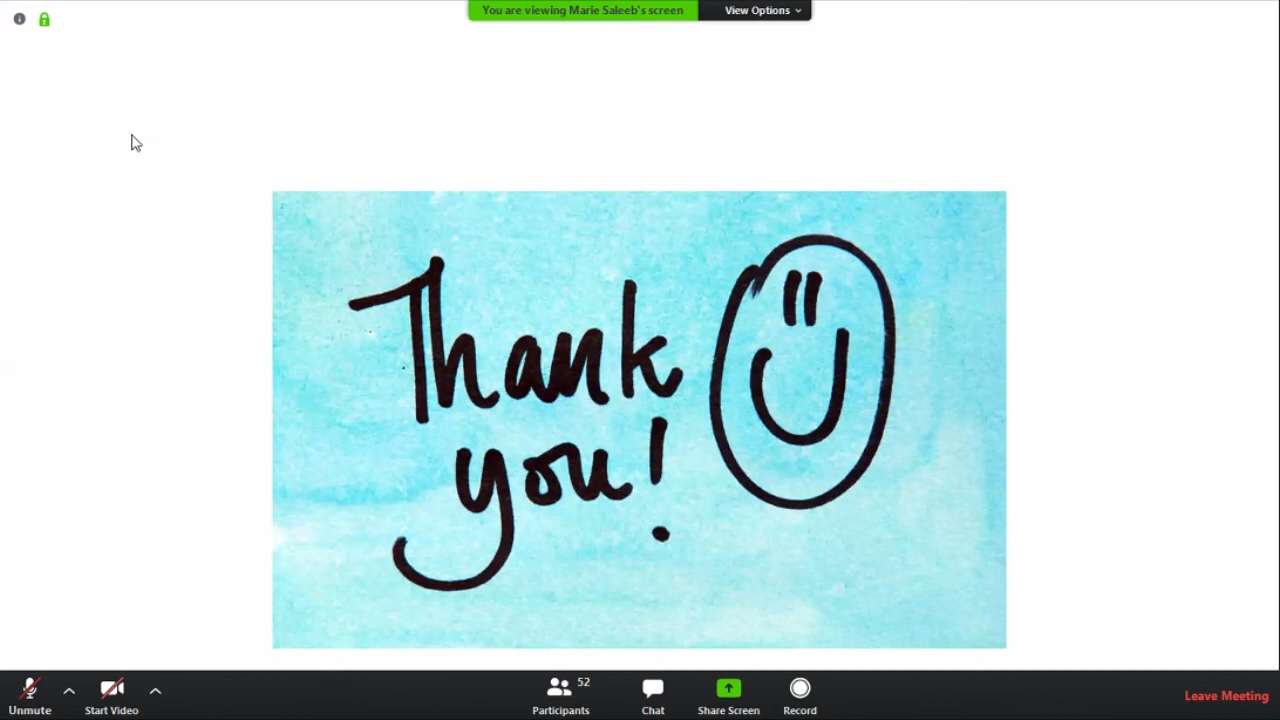 You are viewing Marie Saleeb's screen View Options
Thank
you!
52
Unmute Start Video Participants Chat Share Screen Record Leave Meeting